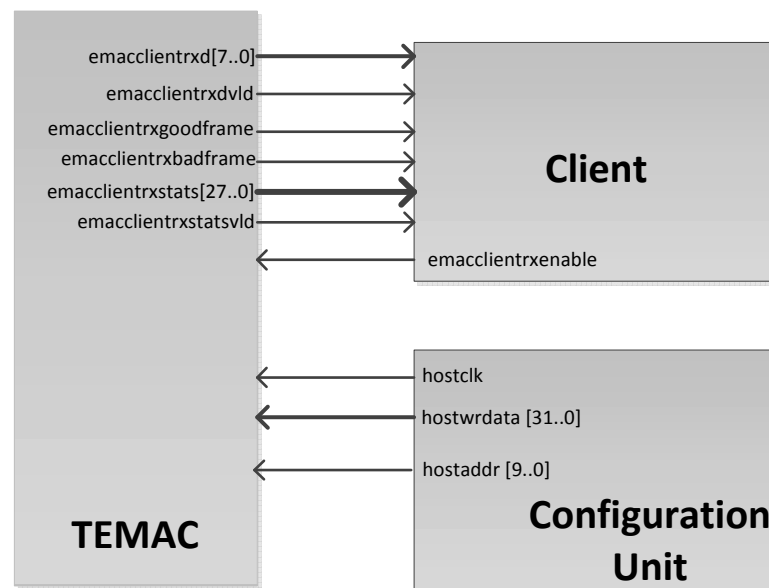 emacclientrxd[7..0]
emacclientrxdvld
emacclientrxgoodframe
emacclientrxbadframe
emacclientrxstats[27..0]
emacclientrxstatsvld
Client
emacclientrxenable
hostclk
hostwrdata [31..0]
hostaddr [9..0]
TEMAC
Configuration
Unit